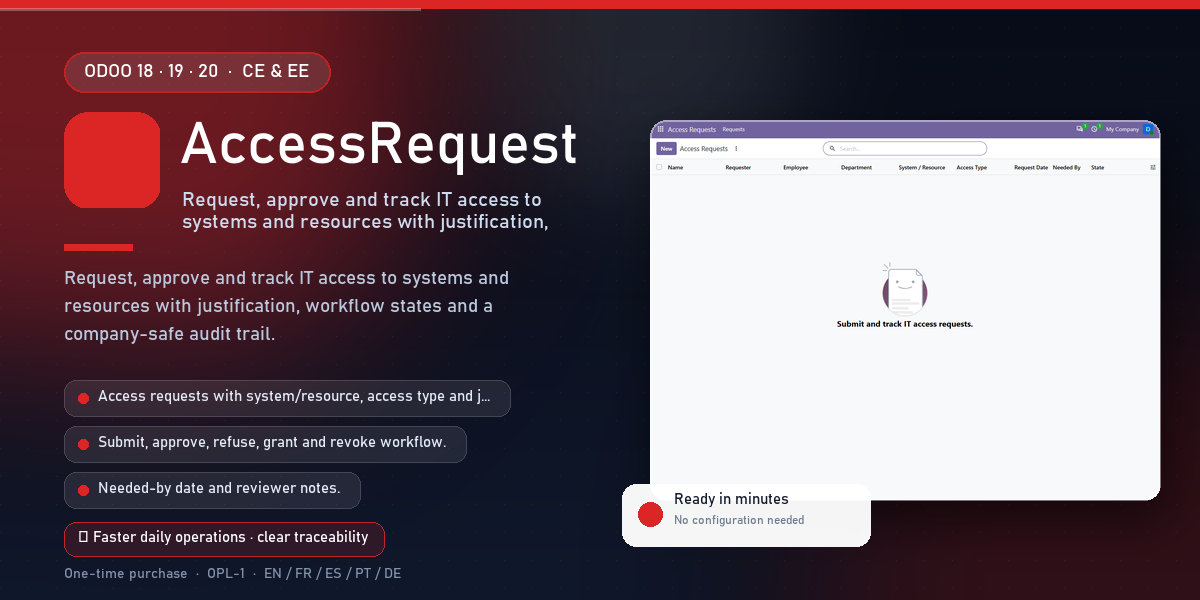 ODOO 18 · 19 · 20 · CE & EE
AccessRequest
Request, approve and track IT access to
systems and resources with justification,
Request, approve and track IT access to systems and
resources with justification, workflow states and a
company-safe audit trail.
Access requests with system/resource, access type and j...
Submit, approve, refuse, grant and revoke workflow.
Needed-by date and reviewer notes.
Faster daily operations · clear traceability
One-time purchase · OPL-1 · EN / FR / ES / PT / DE
Access Requests Requests My Company D
New Access Requests Search...
Name Requester Employee Department System / Resource Access Type Request Date Needed By State
Submit and track IT access requests.
Ready in minutes
No configuration needed